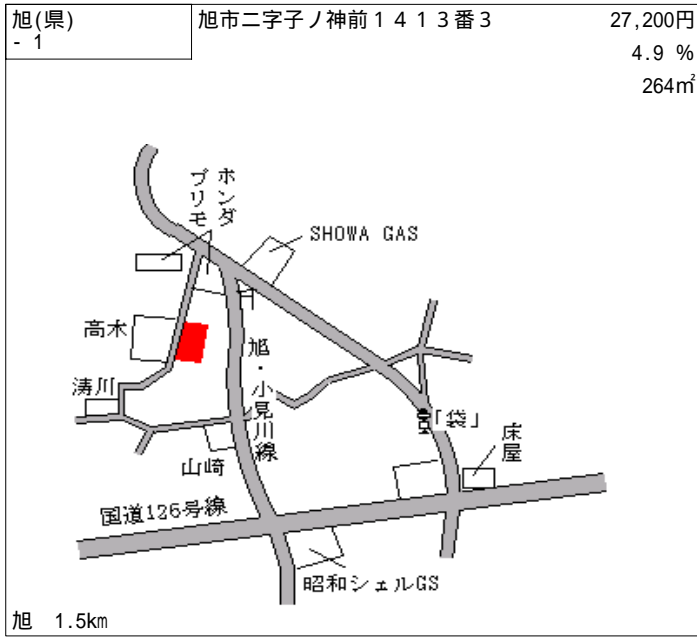 旭(県)
- 1
旭市ニ字子ノ神前1413番3
27,200円
4.9 %
264㎡
ホンダ
プリモ
SHOWA GAS
高木
旭・小見川線
涛川
「袋」
床屋
山崎
国道126号線
昭和シェルGS
旭 1.5km